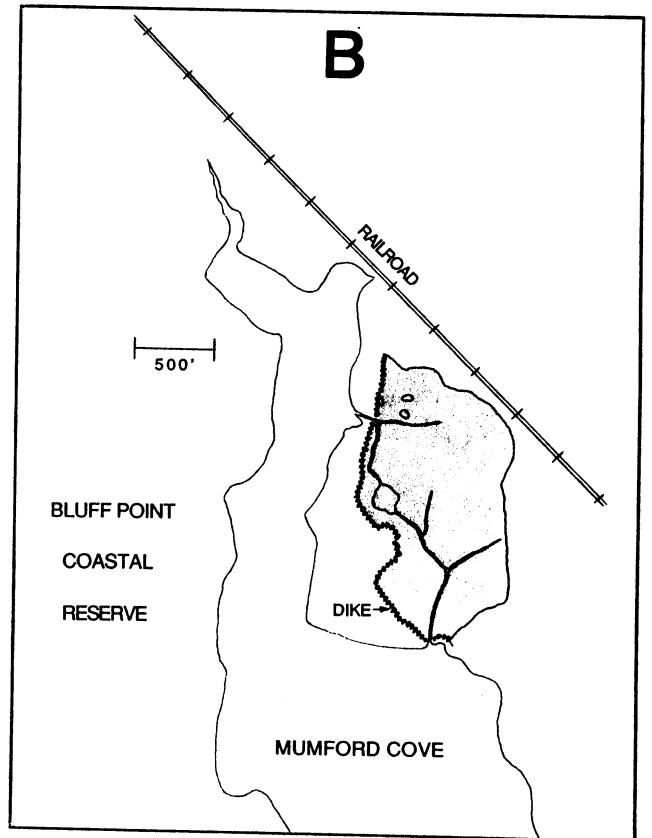 B
RAILROAD
500'
BLUFF POINT
COASTAL
RESERVE
DIKE
MUMFORD COVE